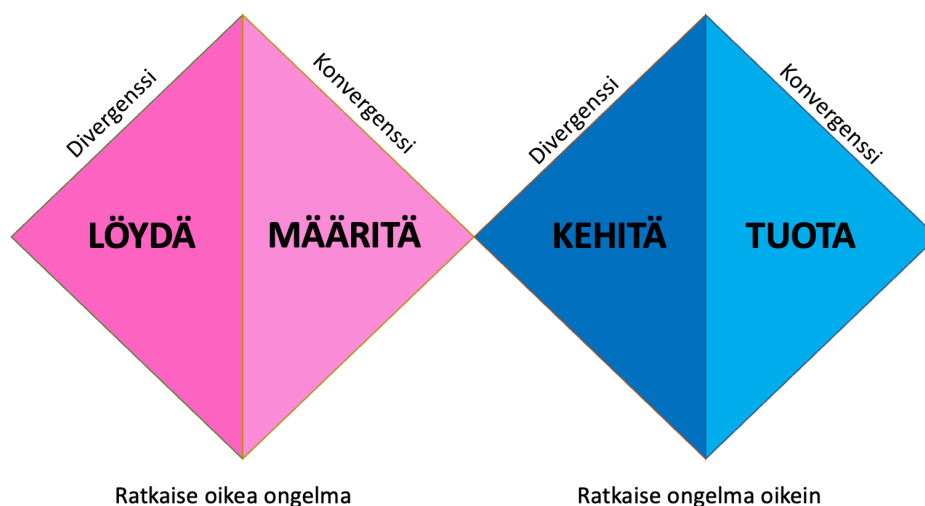 Divergenssi
Konvergenssi
Divergenssi
Konvergenssi
LÖYDÄ
MÄÄRITÄ
KEHITÄ
TUOTA
Ratkaise oikea ongelma
Ratkaise ongelma oikein